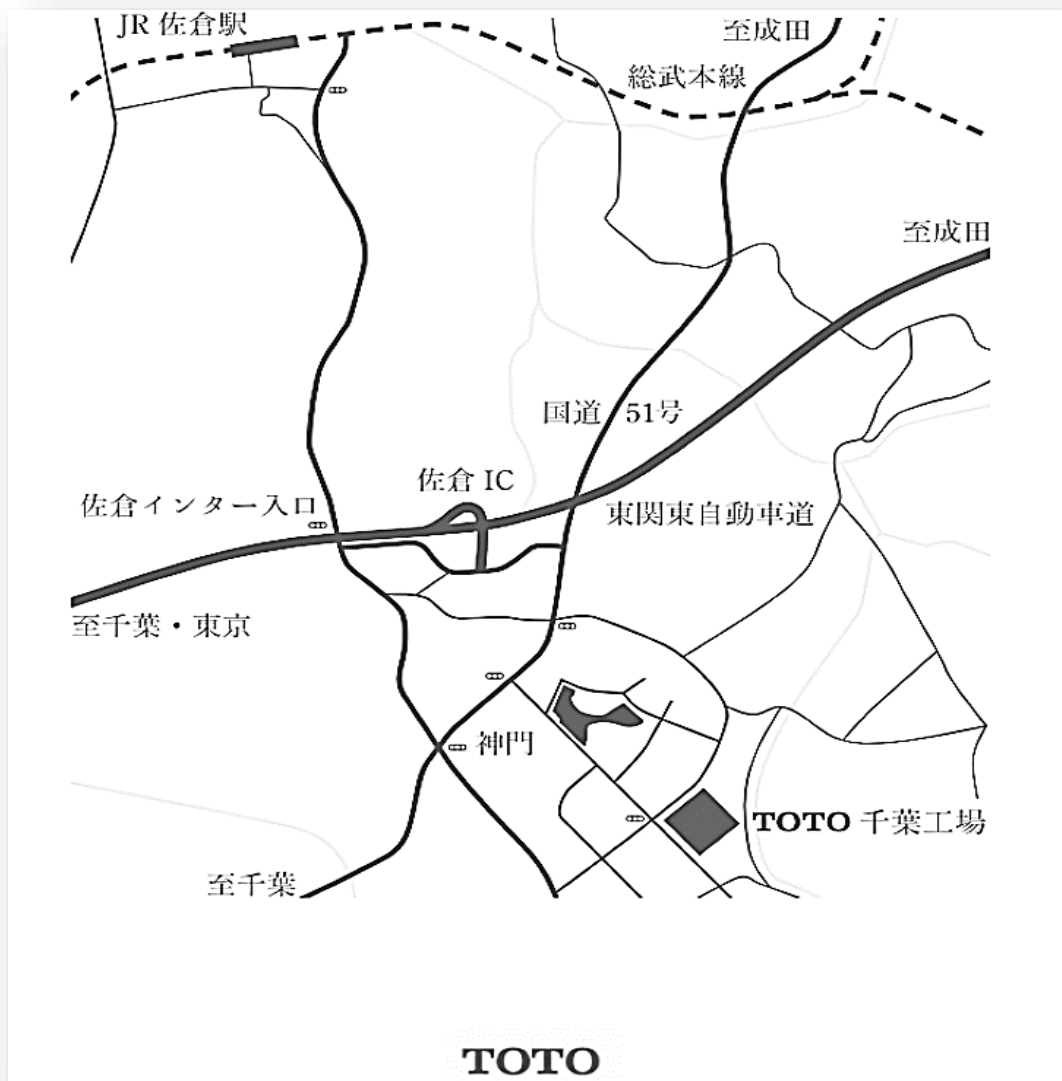 JR 佐倉駅
至成田
総武本線
至成田
国道 51号
佐倉 IC
佐倉インター入口
東関東自動車道
至千葉・東京
神門
TOTO 千葉工場
至千葉
TOTO